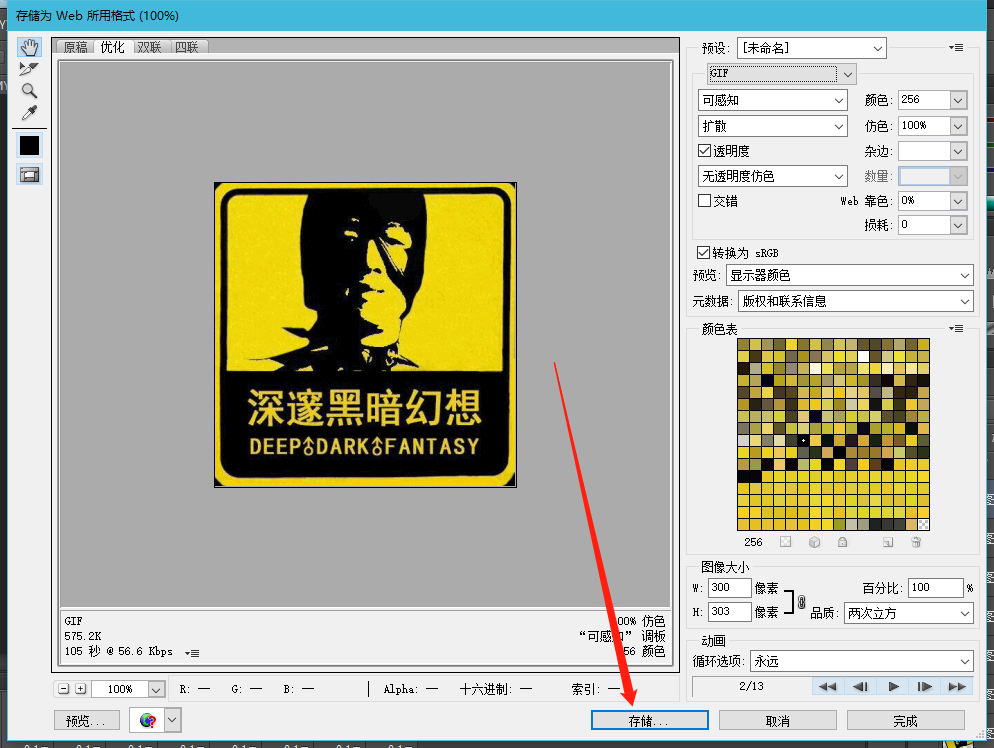 存储为 Web 所用格式 (100%)
原稿 优化 双联 四联
深邃黑暗幻想
DEEP⚦DARK⚦FANTASY
GIF
575.2K
105 秒 @ 56.6 Kbps
00% 仿色
“可感知” 调板
56 颜色
100%
R: — G: — B: — Alpha: — 十六进制: — 索引: —
预览...
存储...
取消
完成
预设: [未命名]
GIF
可感知
颜色: 256
扩散
仿色: 100%
透明度
杂边:
无透明度仿色
数量:
交错
Web 靠色: 0%
损耗: 0
转换为 sRGB
预览: 显示器颜色
元数据: 版权和联系信息
颜色表
256
图像大小
W: 300 像素
百分比: 100 %
H: 303 像素
品质: 两次立方
动画
循环选项: 永远
2/13